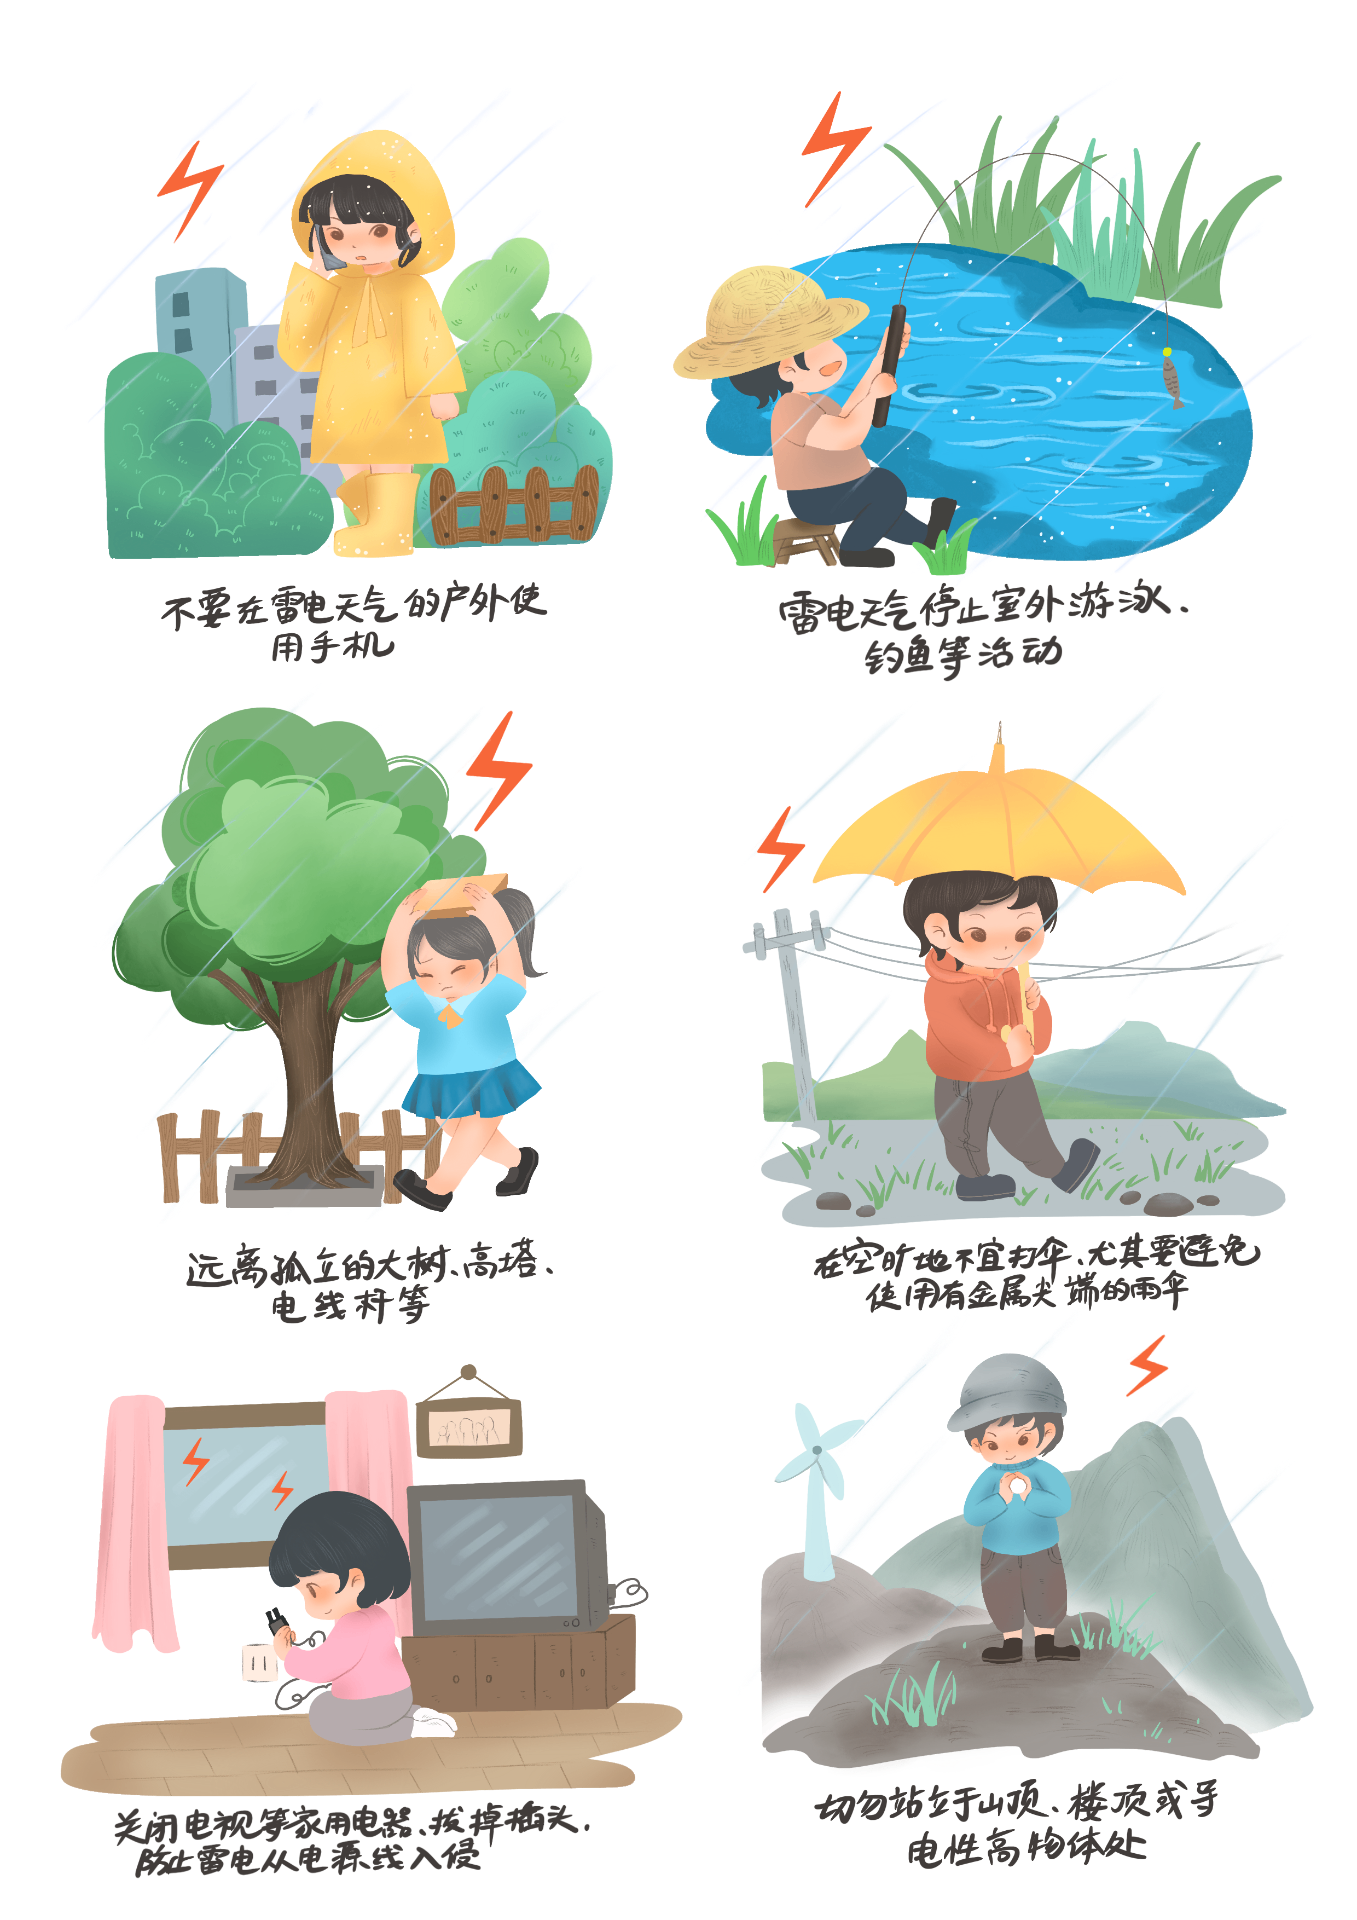 不要在雷电天气的户外使
用手机
雷电天气停止室外游泳、
钓鱼等活动
远离孤立的大树、高塔、
电线杆等
在空旷地不宜打伞、尤其要避免
使用有金属尖端的雨伞
关闭电视等家用电器、拔掉插头,
防止雷电从电源线入侵
切勿站立于山顶、楼顶或导
电性高物体处